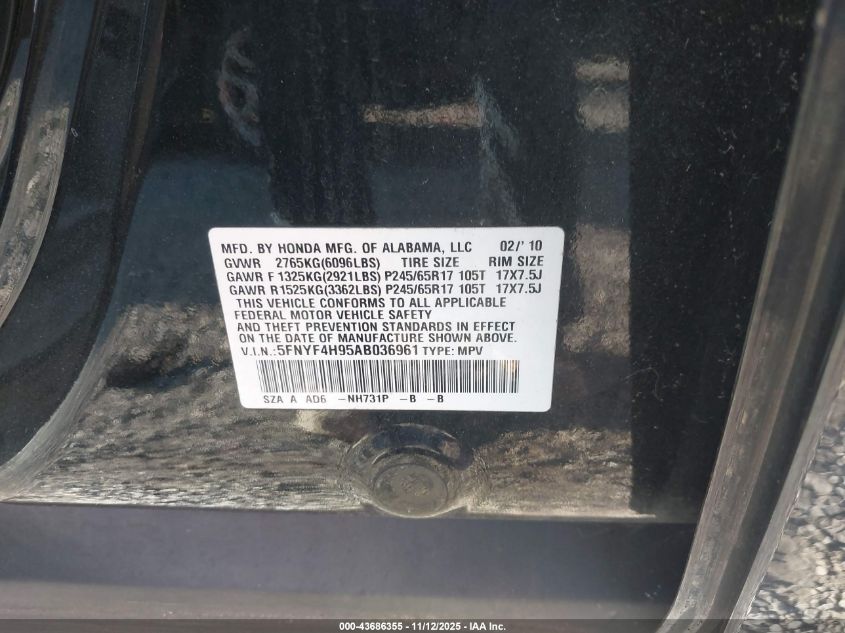 MFD. BY HONDA MFG. OF ALABAMA, LLC 02/' 10
GVWR 2765KG(6096LBS) TIRE SIZE RIM SIZE
GAWR F 1325KG(2921LBS) P245/65R17 105T 17X7.5J
GAWR R1525KG(3362LBS) P245/65R17 105T 17X7.5J
THIS VEHICLE CONFORMS TO ALL APPLICABLE
FEDERAL MOTOR VEHICLE SAFETY
AND THEFT PREVENTION STANDARDS IN EFFECT
ON THE DATE OF MANUFACTURE SHOWN ABOVE.
V.I.N.:5FNYF4H95AB036961 TYPE: MPV
SZA A AD6 -NH731P -B -B
000-43686355 - 11/12/2025 - IAA Inc.